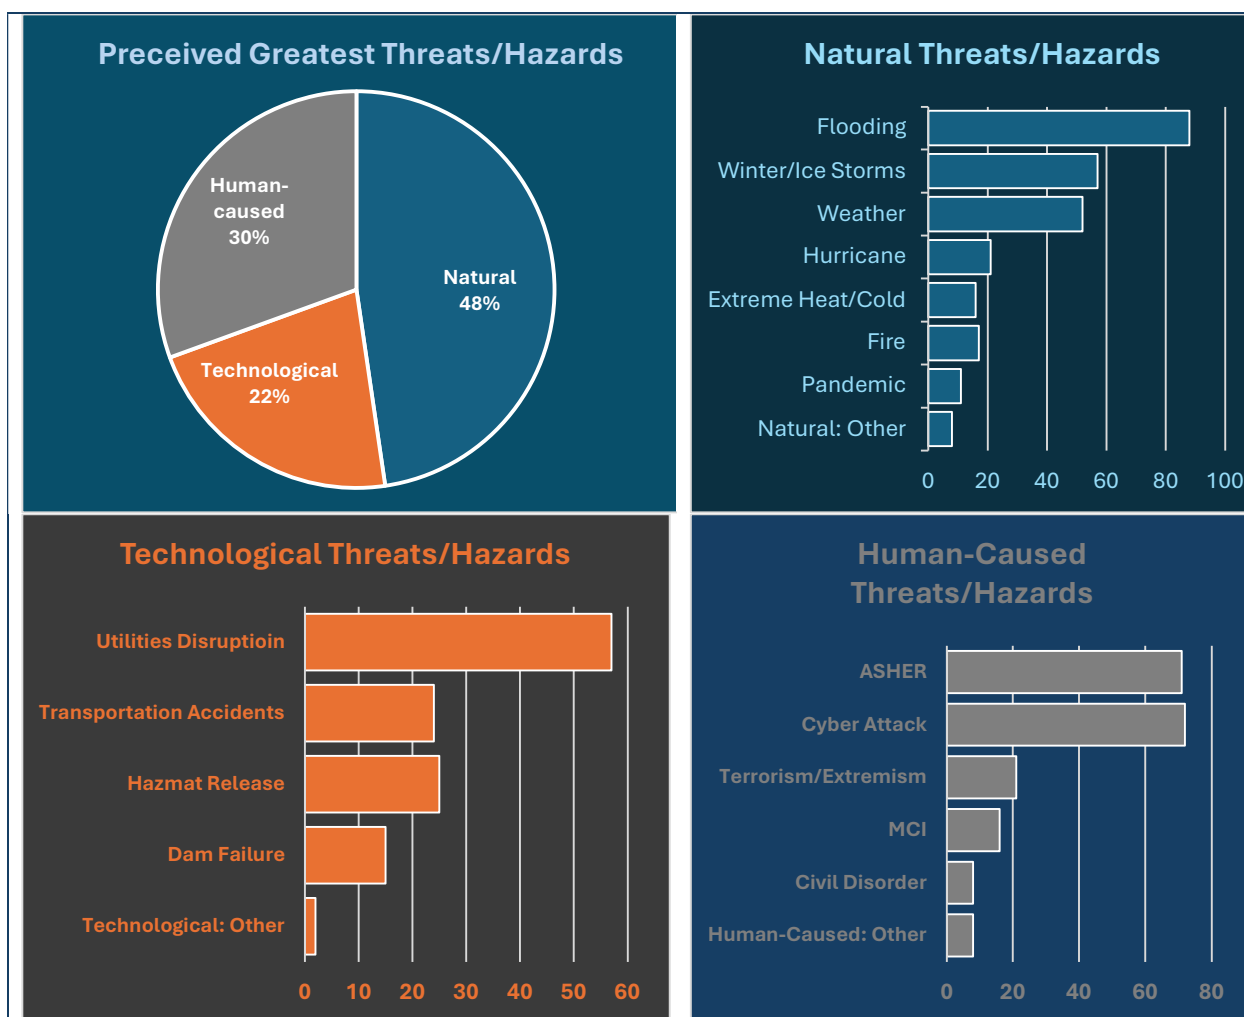 Preceived Greatest Threats/Hazards
Human-
caused
30%
Natural
48%
Technological
22%
Natural Threats/Hazards
Flooding
Winter/Ice Storms
Weather
Hurricane
Extreme Heat/Cold
Fire
Pandemic
Natural: Other
0 20 40 60 80 100
Technological Threats/Hazards
Utilities Disruptioin
Transportation Accidents
Hazmat Release
Dam Failure
Technological: Other
0 10 20 30 40 50 60
Human-Caused
Threats/Hazards
ASHER
Cyber Attack
Terrorism/Extremism
MCI
Civil Disorder
Human-Caused: Other
0 20 40 60 80